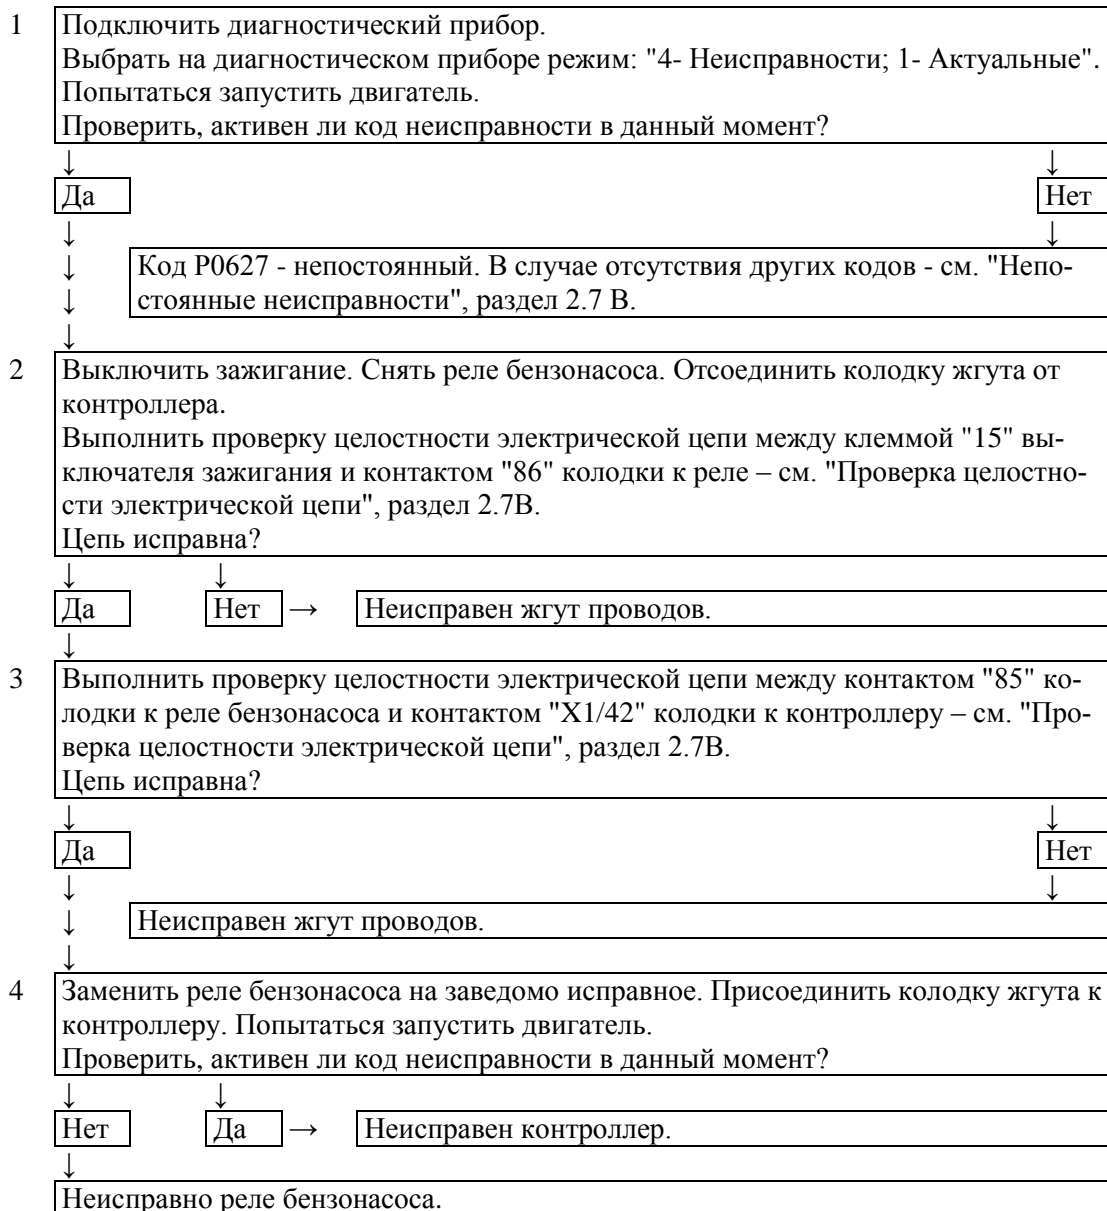 1 Подключить диагностический прибор.
Выбрать на диагностическом приборе режим: "4- Неисправности; 1- Актуальные".
Попытаться запустить двигатель.
Проверить, активен ли код неисправности в данный момент?
↓ ↓
Да Нет
↓ ↓
↓ Код P0627 - непостоянный. В случае отсутствия других кодов - см. "Непо-
↓ стоянные неисправности", раздел 2.7 В.
↓
2 Выключить зажигание. Снять реле бензонасоса. Отсоединить колодку жгута от
контроллера.
Выполнить проверку целостности электрической цепи между клеммой "15" вы-
ключателя зажигания и контактом "86" колодки к реле – см. "Проверка целостно-
сти электрической цепи", раздел 2.7В.
Цепь исправна?
↓ ↓
Да Нет → Неисправен жгут проводов.
↓
3 Выполнить проверку целостности электрической цепи между контактом "85" ко-
лодки к реле бензонасоса и контактом "X1/42" колодки к контроллеру – см. "Про-
верка целостности электрической цепи", раздел 2.7В.
Цепь исправна?
↓ ↓
Да Нет
↓ ↓
↓ Неисправен жгут проводов.
↓
4 Заменить реле бензонасоса на заведомо исправное. Присоединить колодку жгута к
контроллеру. Попытаться запустить двигатель.
Проверить, активен ли код неисправности в данный момент?
↓ ↓
Нет Да → Неисправен контроллер.
↓
Неисправно реле бензонасоса.